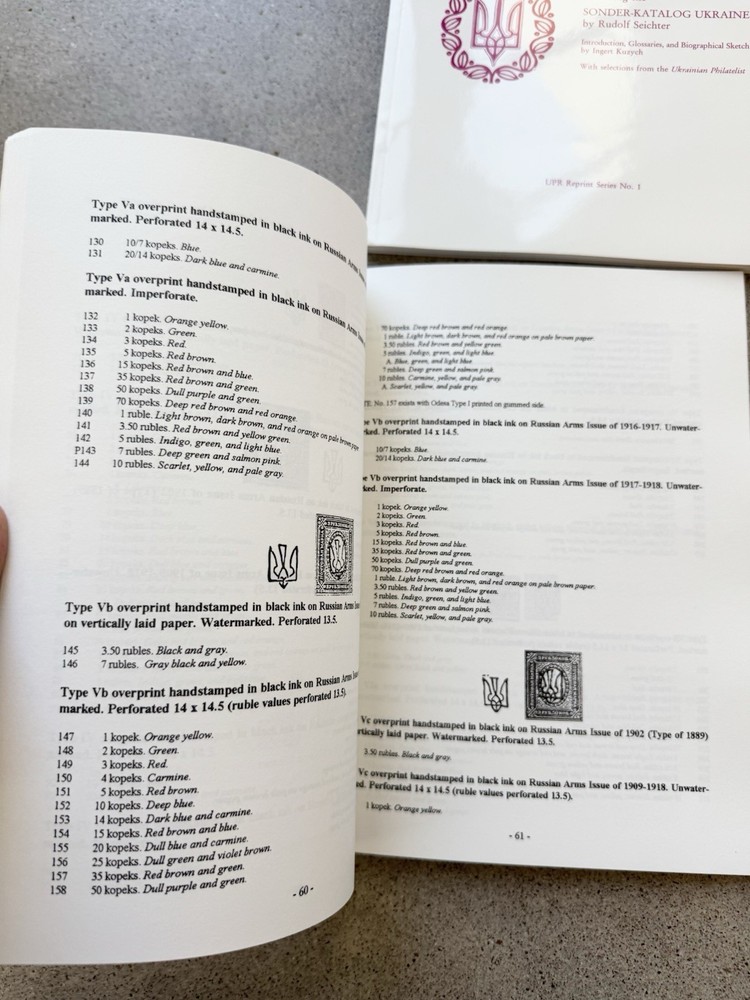 SONDER-KATALOG UKRAINE
by Rudolf Seichter
Introduction, Glossaries, and Biographical Sketch
by Ingert Kuzych
With selections from the Ukrainian Philatelist
UPR Reprint Series No. 1
Type Va overprint handstamped in black ink on Russian Arms
marked. Perforated 14 x 14.5.
130 10/7 kopeks. Blue.
131 20/14 kopeks. Dark blue and carmine.
Type Va overprint handstamped in black ink on Russian Arms
marked. Imperforate.
132 1 kopek. Orange yellow.
133 2 kopeks. Green.
134 3 kopeks. Red.
135 5 kopeks. Red brown.
136 15 kopeks. Red brown and blue.
137 35 kopeks. Red brown and green.
138 50 kopeks. Dull purple and green.
139 70 kopeks. Deep red brown and red orange.
140 1 ruble. Light brown, dark brown, and red orange on pale brown paper.
141 3.50 rubles. Red brown and yellow green.
142 5 rubles. Indigo, green, and light blue.
P143 7 rubles. Deep green and salmon pink.
144 10 rubles. Scarlet, yellow, and pale gray.
Type Vb overprint handstamped in black ink on Russian Arms
on vertically laid paper. Watermarked. Perforated 13.5.
145 3.50 rubles. Black and gray.
146 7 rubles. Gray black and yellow.
Type Vb overprint handstamped in black ink on Russian Arms
marked. Perforated 14 x 14.5 (ruble values perforated 13.5).
147 1 kopek. Orange yellow.
148 2 kopeks. Green.
149 3 kopeks. Red.
150 4 kopeks. Carmine.
151 5 kopeks. Red brown.
152 10 kopeks. Deep blue.
153 14 kopeks. Dark blue and carmine.
154 15 kopeks. Red brown and blue.
155 20 kopeks. Dull blue and carmine.
156 25 kopeks. Dull green and violet brown.
157 35 kopeks. Red brown and green.
158 50 kopeks. Dull purple and green.
- 60 -
70 kopeks. Deep red brown and red orange.
1 ruble. Light brown, dark brown, and red orange on pale brown paper.
3.50 rubles. Red brown and yellow green.
5 rubles. Indigo, green, and light blue.
A. Blue, green, and light blue.
7 rubles. Deep green and salmon pink.
10 rubles. Carmine, yellow, and pale gray.
A. Scarlet, yellow, and pale gray.
TE: No. 157 exists with Odesa Type I printed on gummed side.
Vb overprint handstamped in black ink on Russian Arms Issue of 1916-1917. Unwater-
ked. Perforated 14 x 14.5.
10/7 kopeks. Blue.
20/14 kopeks. Dark blue and carmine.
Vb overprint handstamped in black ink on Russian Arms Issue of 1917-1918. Unwater-
ked. Imperforate.
1 kopek. Orange yellow.
2 kopeks. Green.
3 kopeks. Red.
5 kopeks. Red brown.
15 kopeks. Red brown and blue.
35 kopeks. Red brown and green.
50 kopeks. Dull purple and green.
70 kopeks. Deep red brown and red orange.
1 ruble. Light brown, dark brown, and red orange on pale brown paper.
3.50 rubles. Red brown and yellow green.
5 rubles. Indigo, green, and light blue.
7 rubles. Deep green and salmon pink.
10 rubles. Scarlet, yellow, and pale gray.
Vc overprint handstamped in black ink on Russian Arms Issue of 1902 (Type of 1889)
rtically laid paper. Watermarked. Perforated 13.5.
3.50 rubles. Black and gray.
Vc overprint handstamped in black ink on Russian Arms Issue of 1909-1918. Unwater-
ed. Perforated 14 x 14.5 (ruble values perforated 13.5).
1 kopek. Orange yellow.
- 61 -